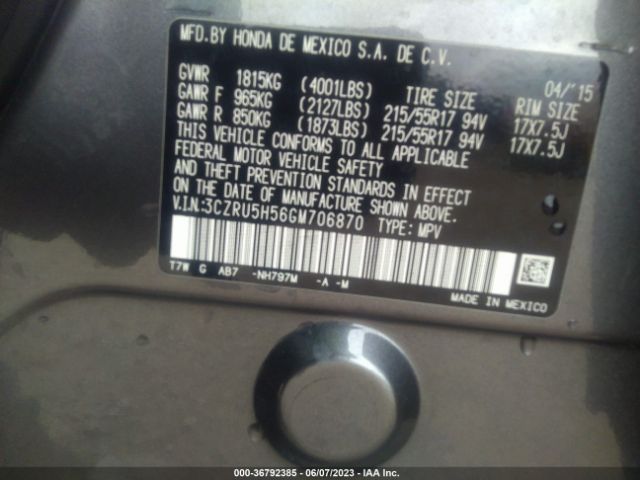 MFD.BY HONDA DE MEXICO S.A. DE C.V.
04/'15
GVWR 1815KG (4001LBS) TIRE SIZE RIM SIZE
GAWR F 965KG (2127LBS) 215/55R17 94V 17X7.5J
GAWR R 850KG (1873LBS) 215/55R17 94V 17X7.5J
THIS VEHICLE CONFORMS TO ALL APPLICABLE
FEDERAL MOTOR VEHICLE SAFETY
AND THEFT PREVENTION STANDARDS IN EFFECT
ON THE DATE OF MANUFACTURE SHOWN ABOVE.
V.I.N:3CZRU5H56GM706870 TYPE: MPV
T7W G AB7 -NH797M -A -M
MADE IN MEXICO
000-36792385 - 06/07/2023 - IAA Inc.